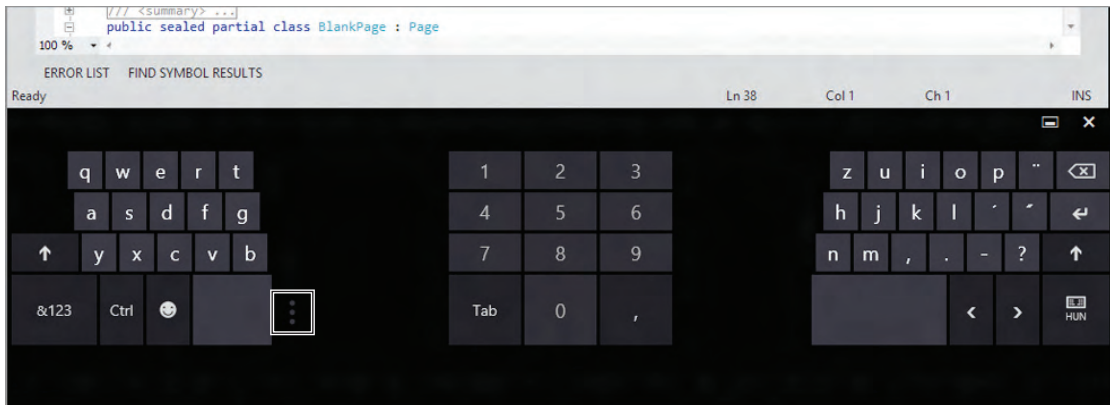 /// <summary> ...
public sealed partial class BlankPage : Page
100 %
ERROR LIST FIND SYMBOL RESULTS
Ready Ln 38 Col 1 Ch 1 INS
q w e r t 1 2 3 z u i o p ¨
a s d f g 4 5 6 h j k l ´ ˝
y x c v b 7 8 9 n m , . - ?
&123 Ctrl Tab 0 , < > HUN